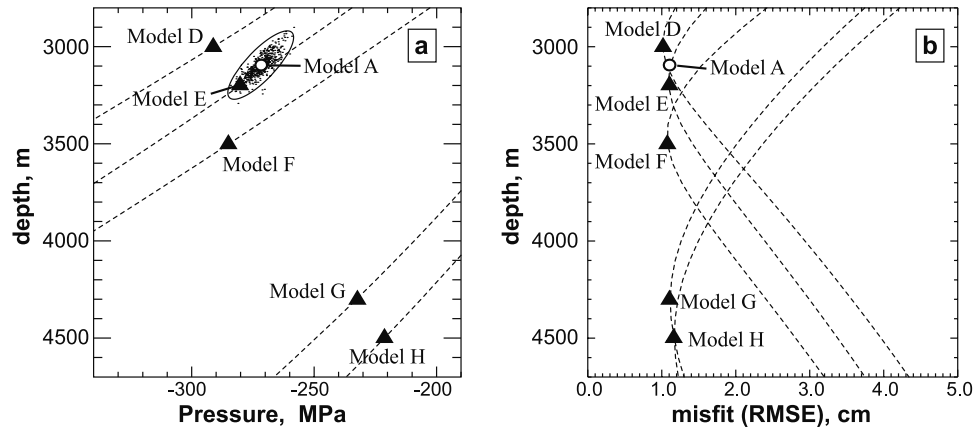 a
Model D
Model A
Model E
Model F
Model G
Model H
3000
3500
4000
4500
depth, m
-300
-250
-200
Pressure, MPa
b
Model D
Model A
Model E
Model F
Model G
Model H
3000
3500
4000
4500
depth, m
0.0
1.0
2.0
3.0
4.0
5.0
misfit (RMSE), cm